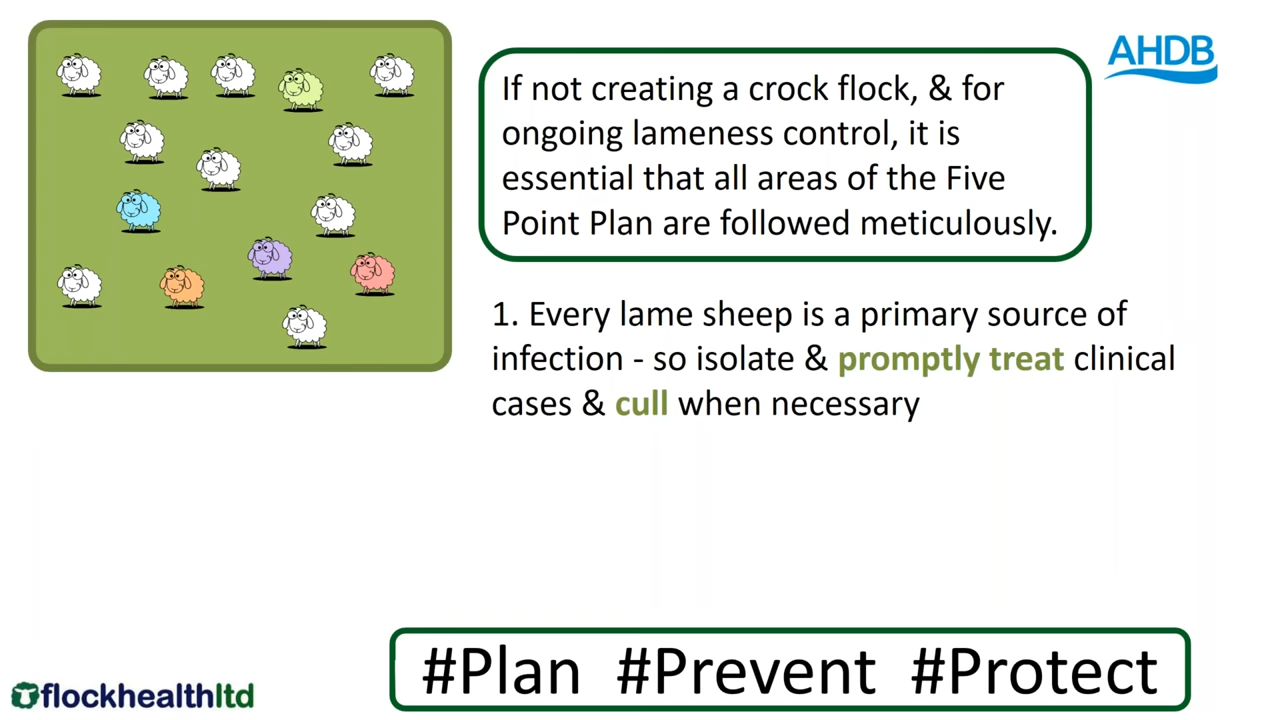 AHDB
If not creating a crock flock, & for
ongoing lameness control, it is
essential that all areas of the Five
Point Plan are followed meticulously.
1. Every lame sheep is a primary source of
infection - so isolate & promptly treat clinical
cases & cull when necessary
#Plan #Prevent #Protect
flockhealthltd